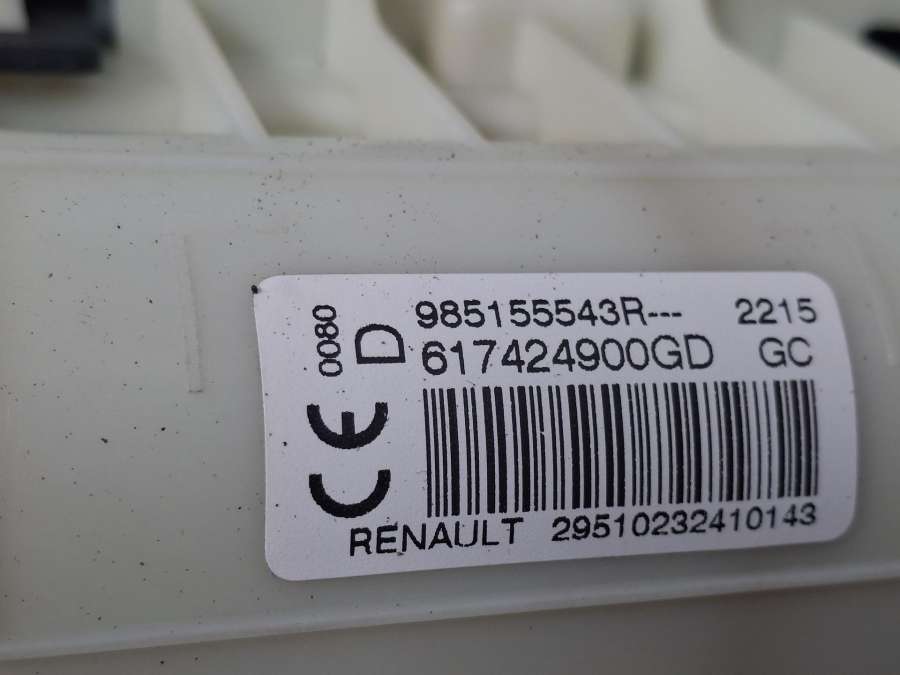 0080
D
CE
985155543R--- 2215
617424900GD GC
RENAULT 29510232410143